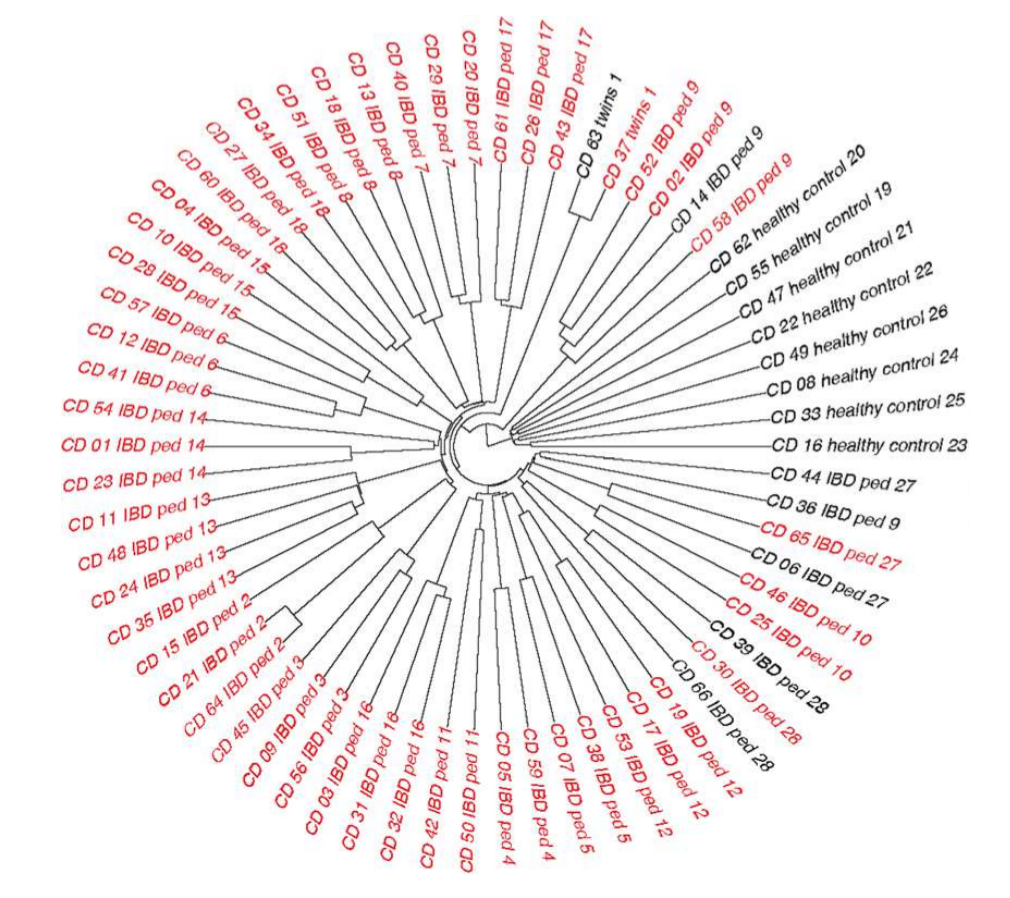 CD 61 IBD ped 17
CD 26 IBD ped 17
CD 43 IBD ped 17
CD 63 twins 1
CD 37 twins 1
CD 52 IBD ped 9
CD 02 IBD ped 9
CD 14 IBD ped 9
CD 58 IBD ped 9
CD 62 healthy control 20
CD 55 healthy control 19
CD 47 healthy control 21
CD 22 healthy control 22
CD 49 healthy control 26
CD 08 healthy control 24
CD 33 healthy control 25
CD 16 healthy control 23
CD 44 IBD ped 27
CD 36 IBD ped 9
CD 65 IBD ped 27
CD 06 IBD ped 27
CD 46 IBD ped 10
CD 25 IBD ped 10
CD 39 IBD ped 28
CD 30 IBD ped 28
CD 66 IBD ped 28
CD 19 IBD ped 12
CD 17 IBD ped 12
CD 53 IBD ped 12
CD 38 IBD ped 5
CD 07 IBD ped 5
CD 59 IBD ped 4
CD 05 IBD ped 4
CD 50 IBD ped 11
CD 42 IBD ped 11
CD 32 IBD ped 16
CD 31 IBD ped 16
CD 03 IBD ped 16
CD 56 IBD ped 3
CD 09 IBD ped 3
CD 45 IBD ped 3
CD 64 IBD ped 2
CD 21 IBD ped 2
CD 15 IBD ped 2
CD 35 IBD ped 13
CD 24 IBD ped 13
CD 48 IBD ped 13
CD 11 IBD ped 13
CD 23 IBD ped 14
CD 01 IBD ped 14
CD 54 IBD ped 14
CD 41 IBD ped 6
CD 12 IBD ped 6
CD 57 IBD ped 6
CD 28 IBD ped 15
CD 10 IBD ped 15
CD 04 IBD ped 15
CD 60 IBD ped 18
CD 27 IBD ped 18
CD 34 IBD ped 18
CD 51 IBD ped 8
CD 18 IBD ped 8
CD 13 IBD ped 8
CD 40 IBD ped 7
CD 29 IBD ped 7
CD 20 IBD ped 7